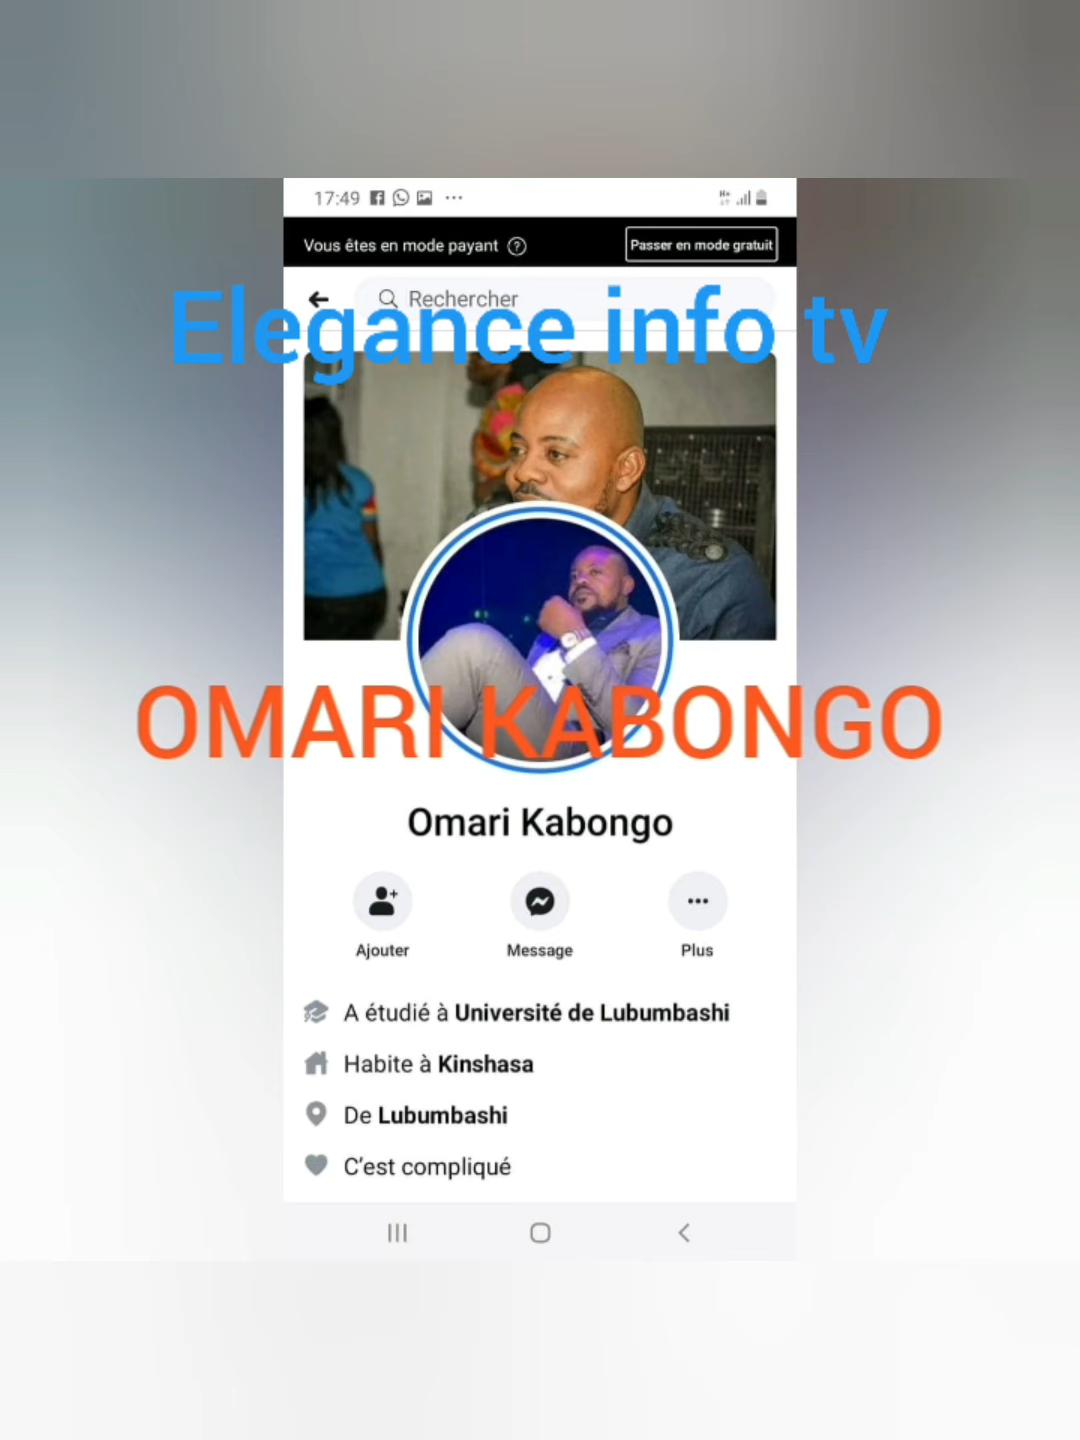 17:49
Vous êtes en mode payant
Passer en mode gratuit
Rechercher
Elegance info tv
OMARI KABONGO
Omari Kabongo
Ajouter
Message
Plus
A étudié à Université de Lubumbashi
Habite à Kinshasa
De Lubumbashi
C'est compliqué